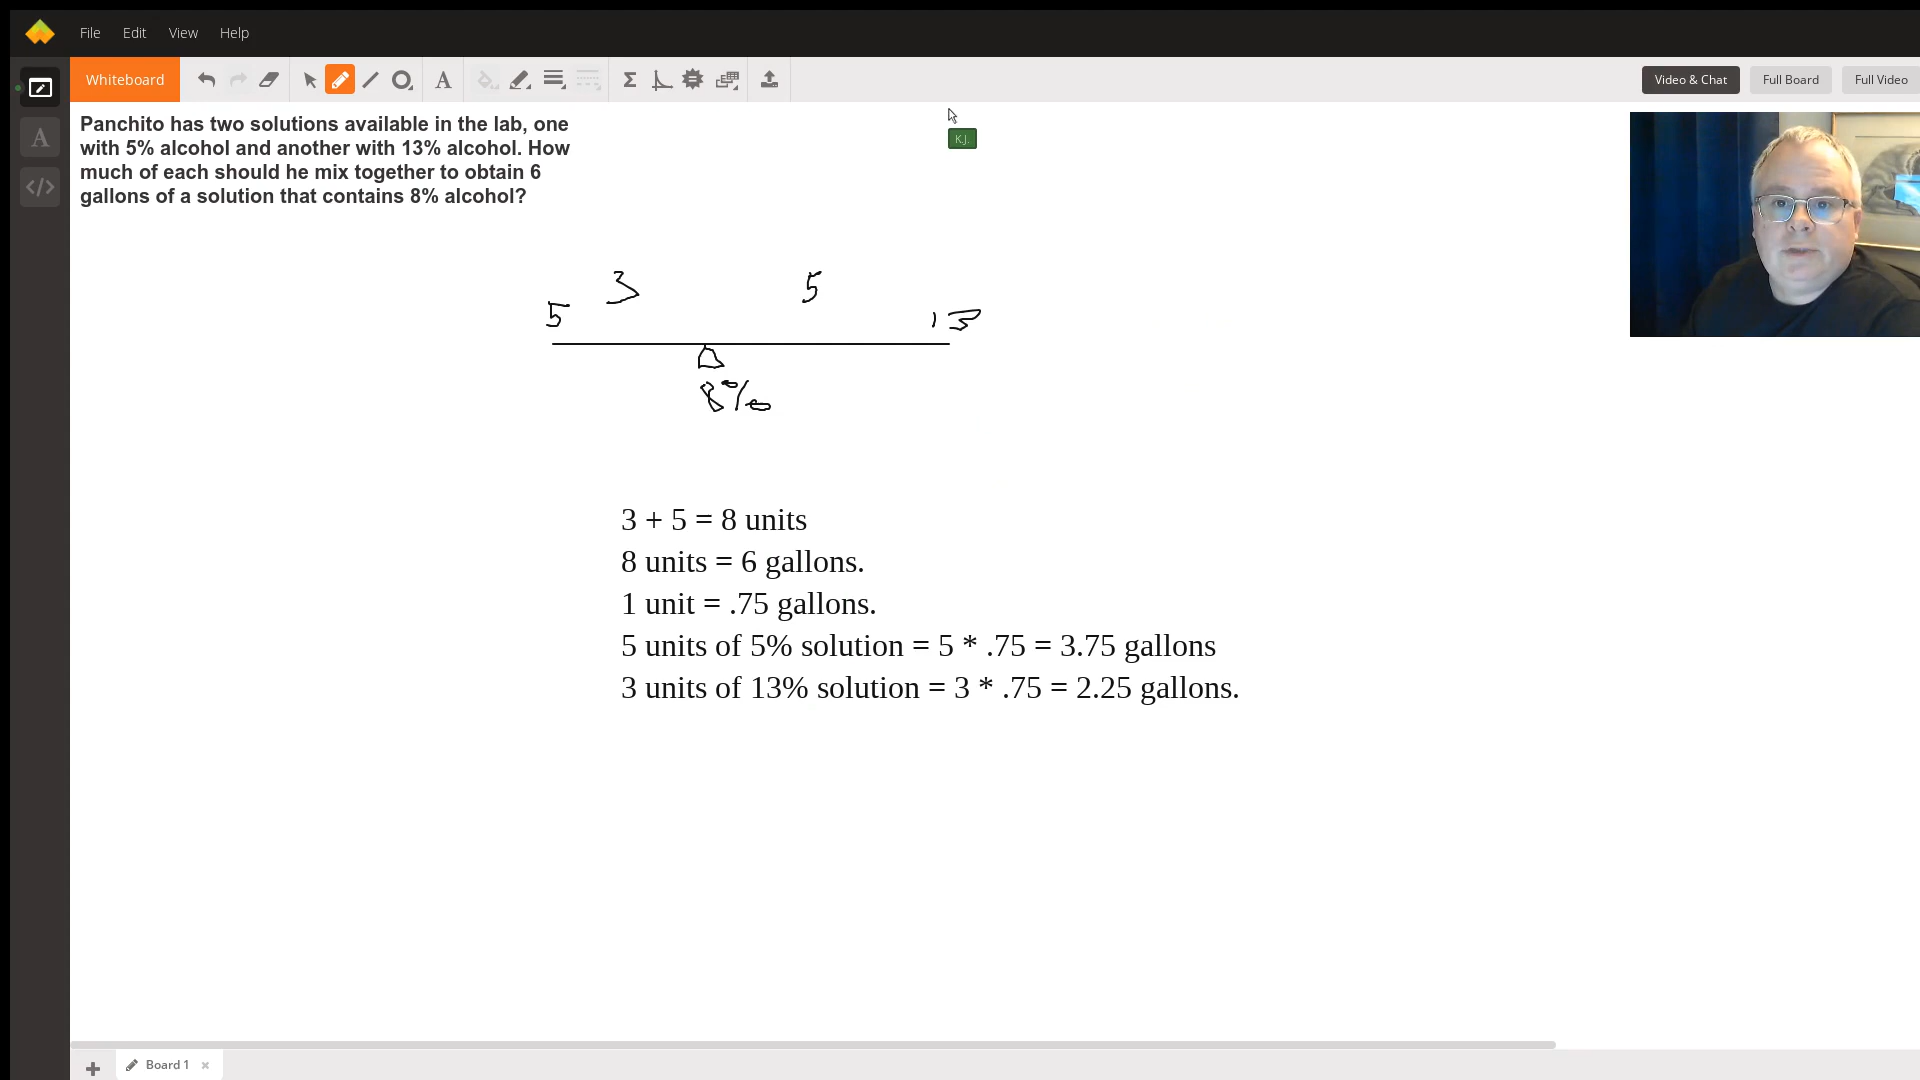 File Edit View Help
Whiteboard
A
Σ
Video & Chat
Full Board
Full Video
A
</>
Panchito has two solutions available in the lab, one
with 5% alcohol and another with 13% alcohol. How
much of each should he mix together to obtain 6
gallons of a solution that contains 8% alcohol?
K.J.
3 5
5 13
8%
3 + 5 = 8 units
8 units = 6 gallons.
1 unit = .75 gallons.
5 units of 5% solution = 5 * .75 = 3.75 gallons
3 units of 13% solution = 3 * .75 = 2.25 gallons.
Board 1